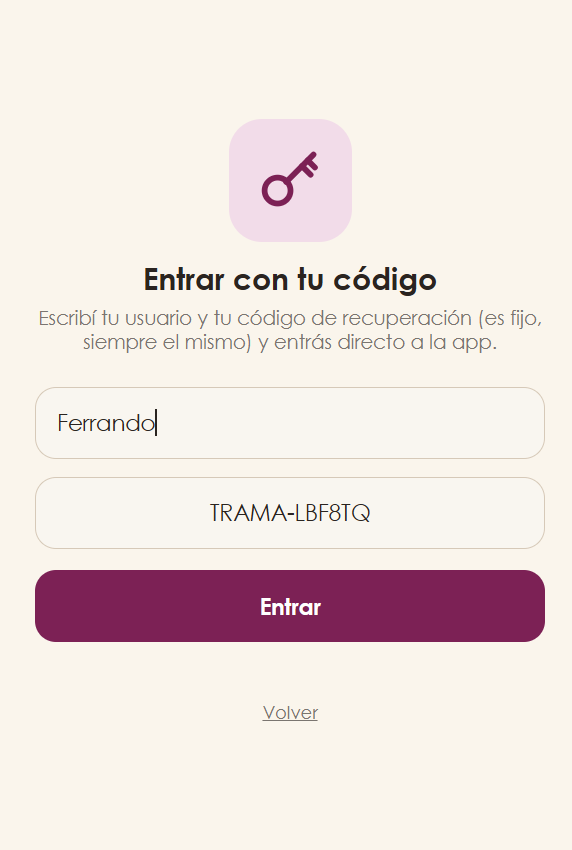 Entrar con tu código
Escribí tu usuario y tu código de recuperación (es fijo,
siempre el mismo) y entrás directo a la app.
Ferrando
TRAMA-LBF8TQ
Entrar
Volver